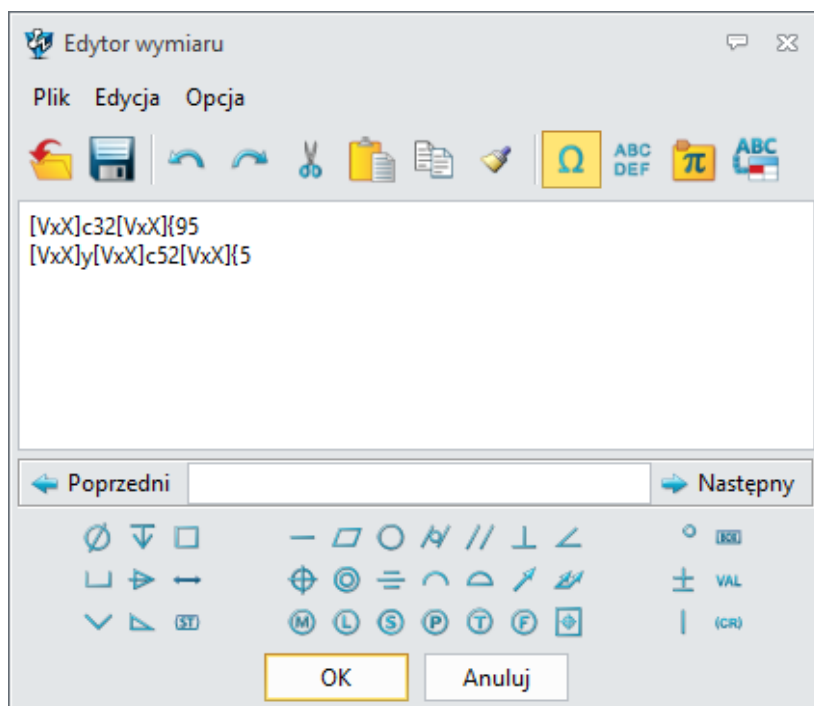 Edytor wymiaru
Plik Edycja Opcja
Ω ABC DEF π ABC
[VxX]c32[VxX]{95
[VxX]y[VxX]c52[VxX]{5
Poprzedni Następny
ST M L S P T F VAL (CR)
OK Anuluj